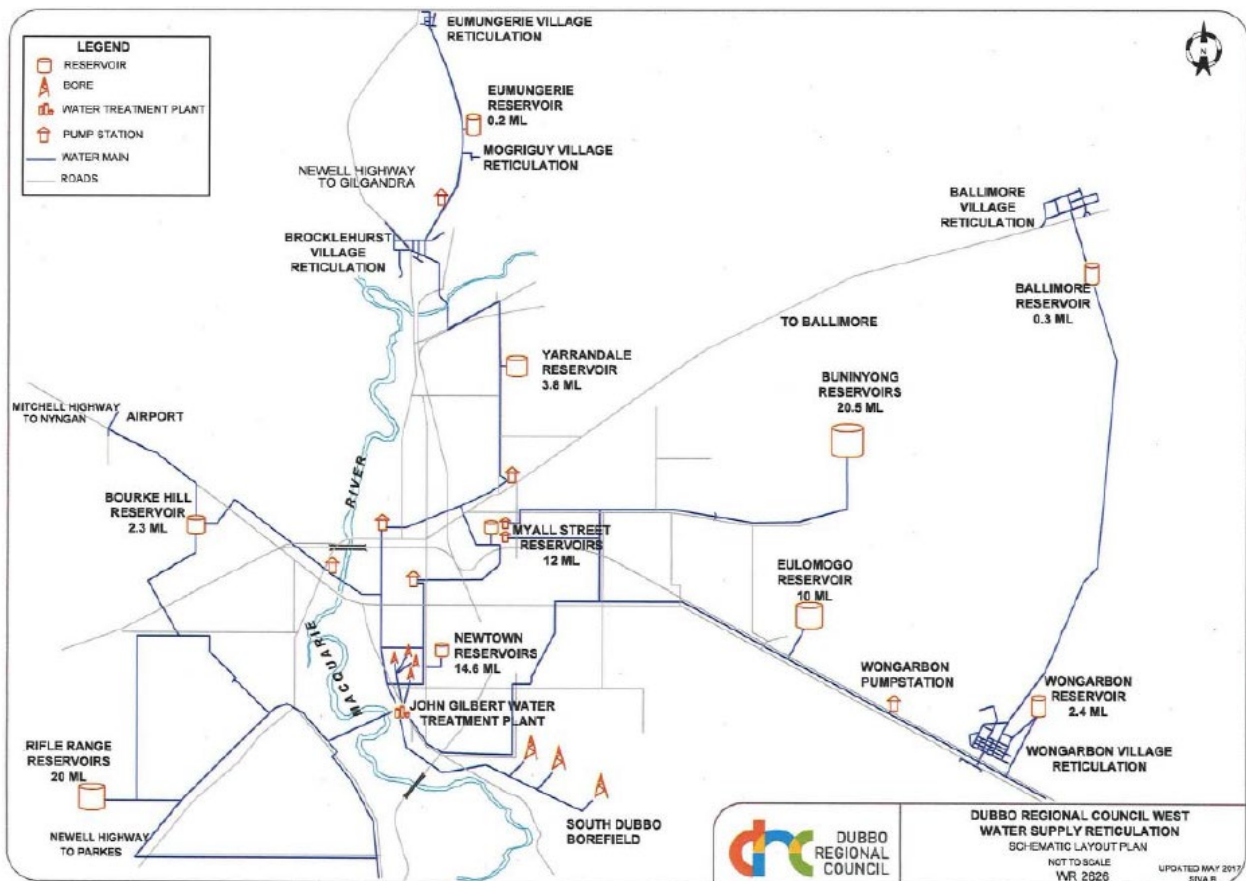 LEGEND
RESERVOIR
BORE
WATER TREATMENT PLANT
PUMP STATION
WATER MAIN
ROADS
EUMUNGERIE VILLAGE
RETICULATION
N
EUMUNGERIE
RESERVOIR
0.2 ML
MOGRIGUY VILLAGE
RETICULATION
NEWELL HIGHWAY
TO GILGANDRA
BROCKLEHURST
VILLAGE
RETICULATION
BALLIMORE
VILLAGE
RETICULATION
BALLIMORE
RESERVOIR
0.3 ML
TO BALLIMORE
YARRANDALE
RESERVOIR
3.8 ML
BUNINYONG
RESERVOIRS
20.5 ML
MITCHELL HIGHWAY
TO NYNGAN
AIRPORT
BOURKE HILL
RESERVOIR
2.3 ML
MACQUARIE RIVER
MYALL STREET
RESERVOIRS
12 ML
EULOMOGO
RESERVOIR
10 ML
NEWTOWN
RESERVOIRS
14.6 ML
WONGARBON
PUMPSTATION
WONGARBON
RESERVOIR
2.4 ML
JOHN GILBERT WATER
TREATMENT PLANT
WONGARBON VILLAGE
RETICULATION
RIFLE RANGE
RESERVOIRS
20 ML
NEWELL HIGHWAY
TO PARKES
SOUTH DUBBO
BOREFIELD
drc
DUBBO
REGIONAL
COUNCIL
DUBBO REGIONAL COUNCIL WEST
WATER SUPPLY RETICULATION
SCHEMATIC LAYOUT PLAN
NOT TO SCALE
WR 2626
UPDATED MAY 2017